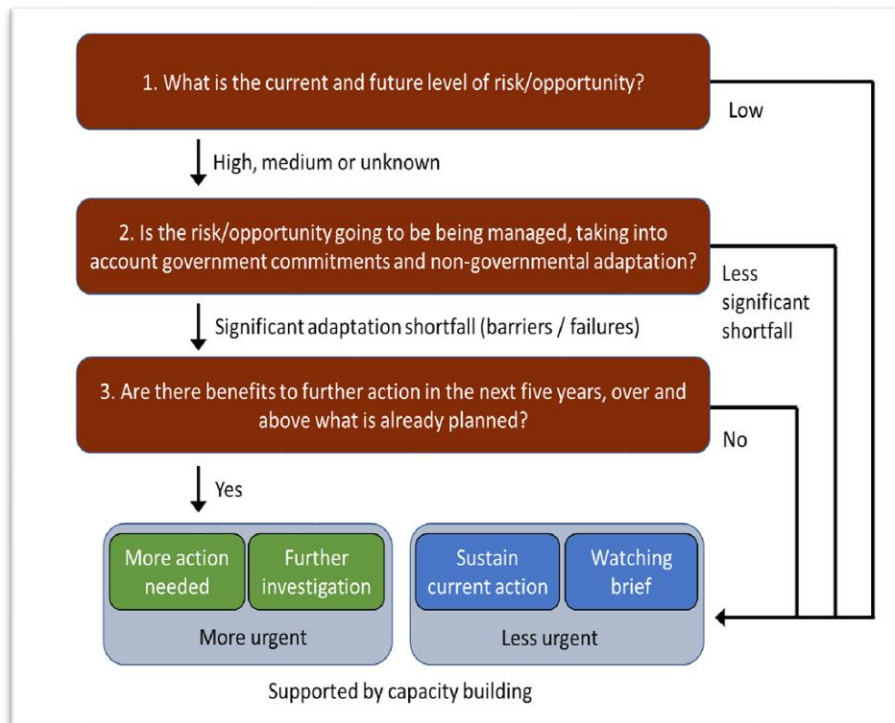 1. What is the current and future level of risk/opportunity?
Low
High, medium or unknown
2. Is the risk/opportunity going to be being managed, taking into
account government commitments and non-governmental adaptation?
Less
significant
shortfall
Significant adaptation shortfall (barriers / failures)
3. Are there benefits to further action in the next five years, over and
above what is already planned?
No
Yes
More action
needed
Further
investigation
More urgent
Sustain
current action
Watching
brief
Less urgent
Supported by capacity building